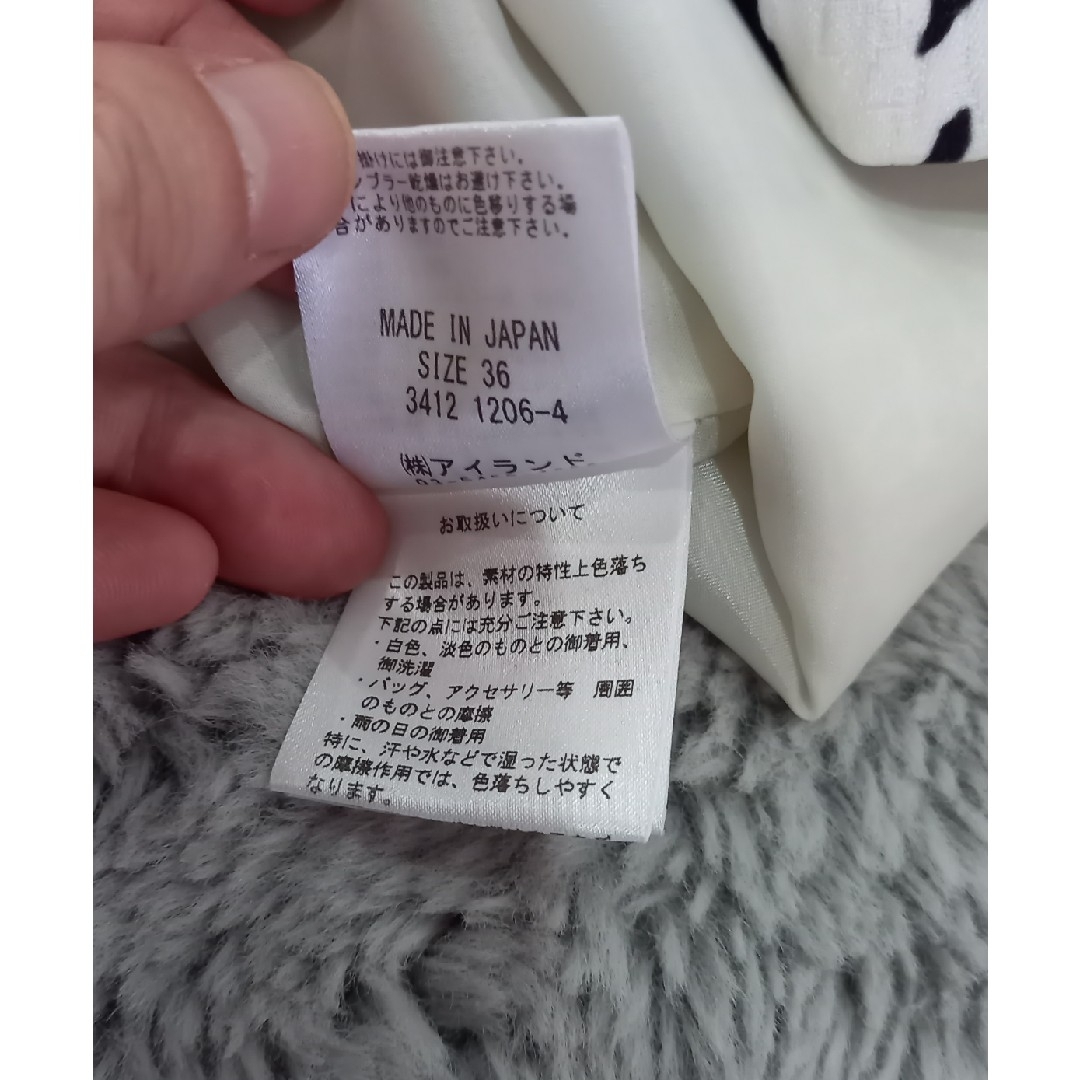 掛けには御注意下さい。
ンブラー乾燥はお避け下さい。
により他のものに色移りする場
合がありますのでご注意下さい。
MADE IN JAPAN
SIZE 36
3412 1206-4
㈱アイランド
お取扱いについて
この製品は、素材の特性上色落ち
する場合があります。
下記の点には充分ご注意下さい。
・白色、淡色のものとの御着用、
御洗濯
・バッグ、アクセサリー等 周囲
のものとの摩擦
・雨の日の御着用
特に、汗や水などで湿った状態で
の摩擦作用では、色落ちしやすく
なります。